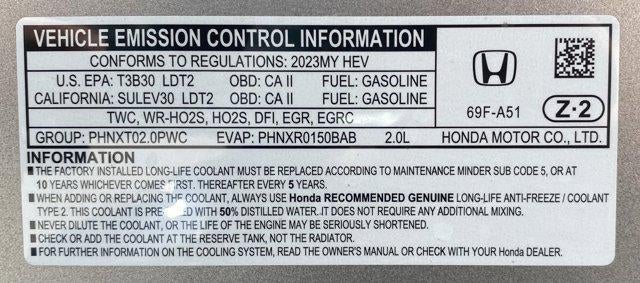 VEHICLE EMISSION CONTROL INFORMATION
CONFORMS TO REGULATIONS: 2023MY HEV
U.S. EPA: T3B30 LDT2 OBD: CA II FUEL: GASOLINE
CALIFORNIA: SULEV30 LDT2 OBD: CA II FUEL: GASOLINE
TWC, WR-HO2S, HO2S, DFI, EGR, EGRC
GROUP: PHNXT02.0PWC EVAP: PHNXR0150BAB 2.0L
69F-A51
Z·2
HONDA MOTOR CO., LTD.
INFORMATION
■ THE FACTORY INSTALLED LONG-LIFE COOLANT MUST BE REPLACED ACCORDING TO MAINTENANCE MINDER SUB CODE 5, OR AT
10 YEARS WHICHEVER COMES FIRST. THEREAFTER EVERY 5 YEARS.
■ WHEN ADDING OR REPLACING THE COOLANT, ALWAYS USE Honda RECOMMENDED GENUINE LONG-LIFE ANTI-FREEZE / COOLANT
TYPE 2. THIS COOLANT IS PRE-MIXED WITH 50% DISTILLED WATER. IT DOES NOT REQUIRE ANY ADDITIONAL MIXING.
■ NEVER DILUTE THE COOLANT, OR THE ENGINE LIFE MAY BE SERIOUSLY SHORTENED.
■ CHECK OR ADD THE COOLANT AT THE RESERVE TANK, NOT THE RADIATOR.
■ FOR FURTHER INFORMATION ON THE COOLING SYSTEM, READ THE OWNER'S MANUAL OR CHECK WITH YOUR Honda DEALER.